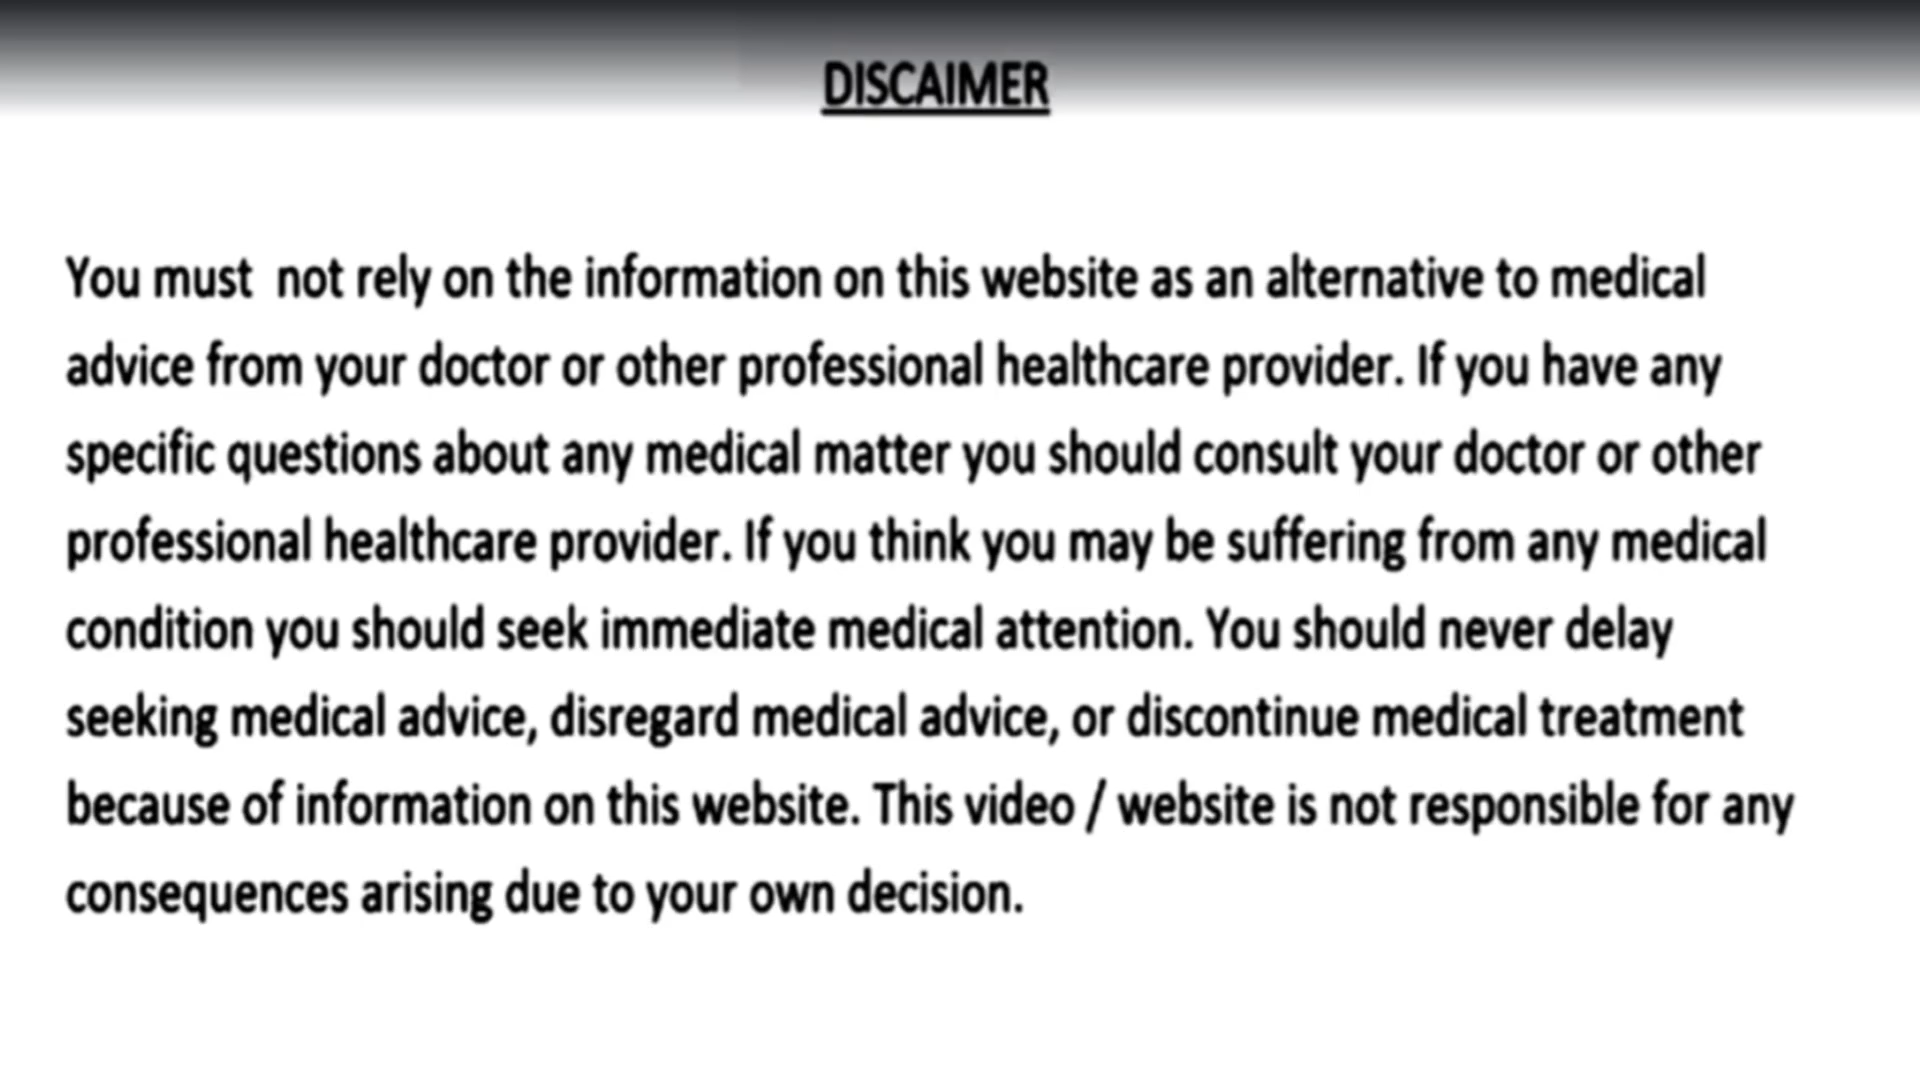 DISCAIMER
You must  not rely on the information on this website as an alternative to medical
advice from your doctor or other professional healthcare provider. If you have any
specific questions about any medical matter you should consult your doctor or other
professional healthcare provider. If you think you may be suffering from any medical
condition you should seek immediate medical attention. You should never delay
seeking medical advice, disregard medical advice, or discontinue medical treatment
because of information on this website. This video / website is not responsible for any
consequences arising due to your own decision.